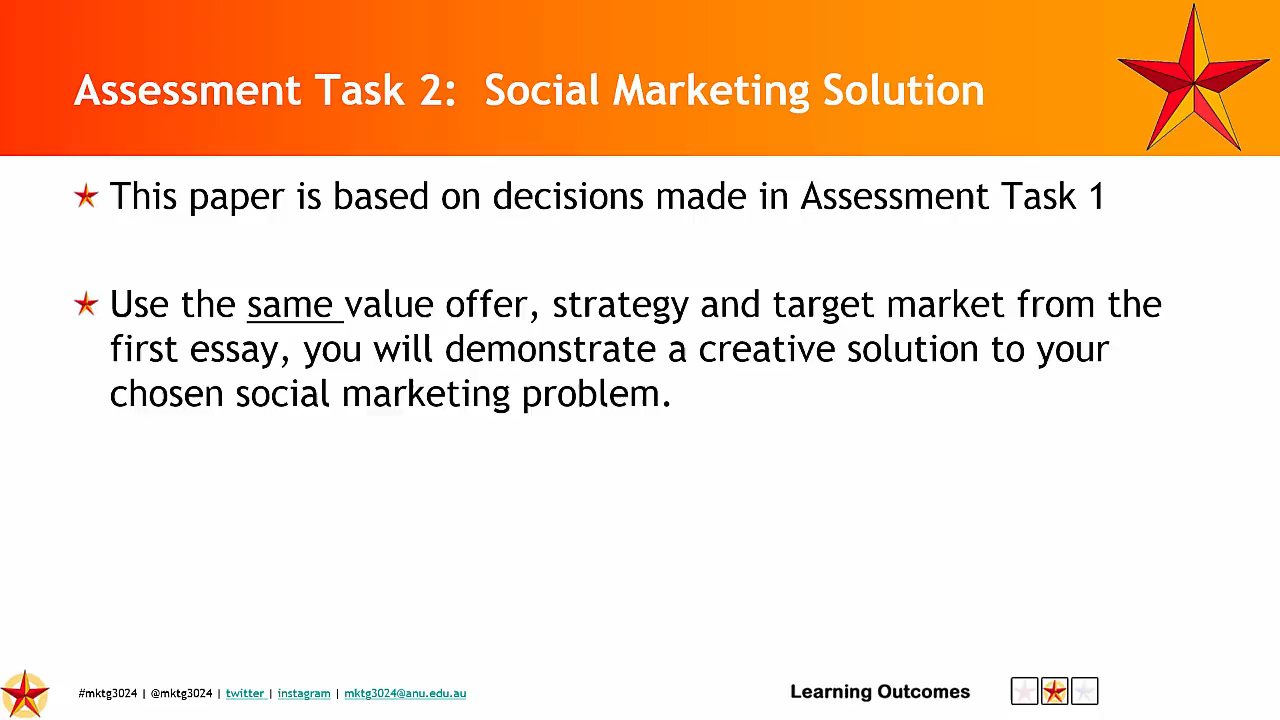 Assessment Task 2: Social Marketing Solution
This paper is based on decisions made in Assessment Task 1
Use the same value offer, strategy and target market from the
first essay, you will demonstrate a creative solution to your
chosen social marketing problem.
#mktg3024 | @mktg3024 | twitter | instagram | mktg3024@anu.edu.au
Learning Outcomes